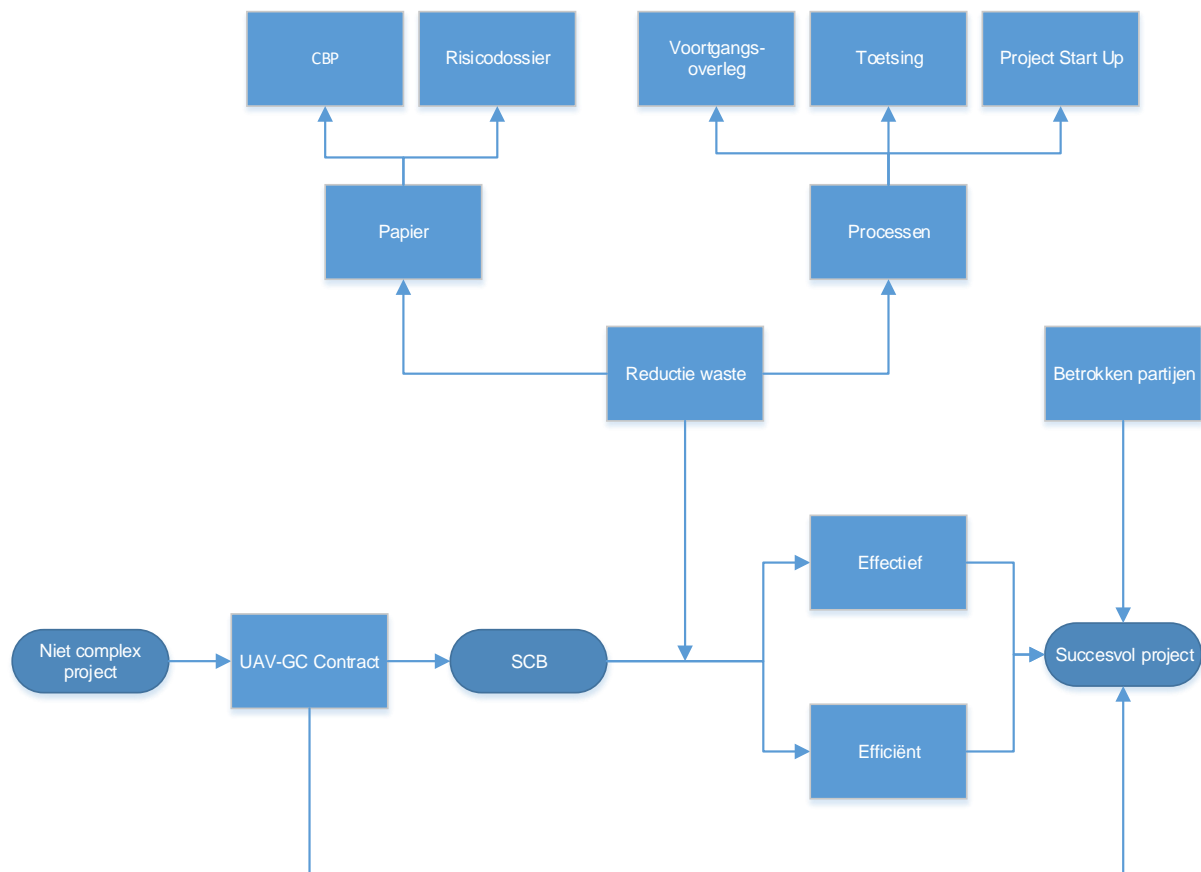 CBP
Risicodossier
Voortgangs-
overleg
Toetsing
Project Start Up
Papier
Processen
Reductie waste
Betrokken partijen
Effectief
Niet complex
project
UAV-GC Contract
SCB
Succesvol project
Efficiënt